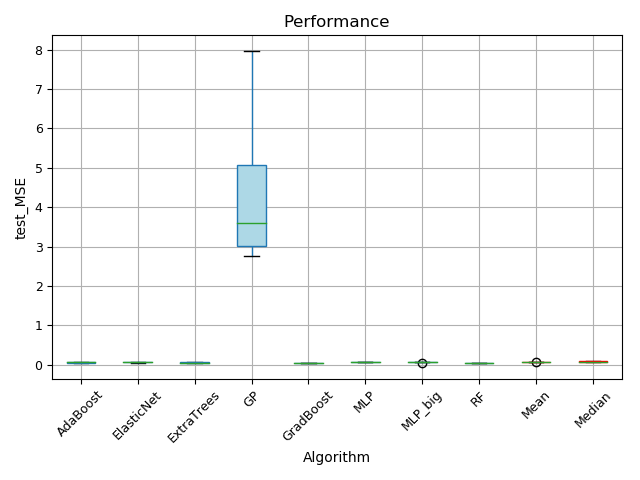 Performance
test_MSE
8
7
6
5
4
3
2
1
0
AdaBoost
ElasticNet
ExtraTrees
GP
GradBoost
MLP
MLP_big
RF
Mean
Median
Algorithm